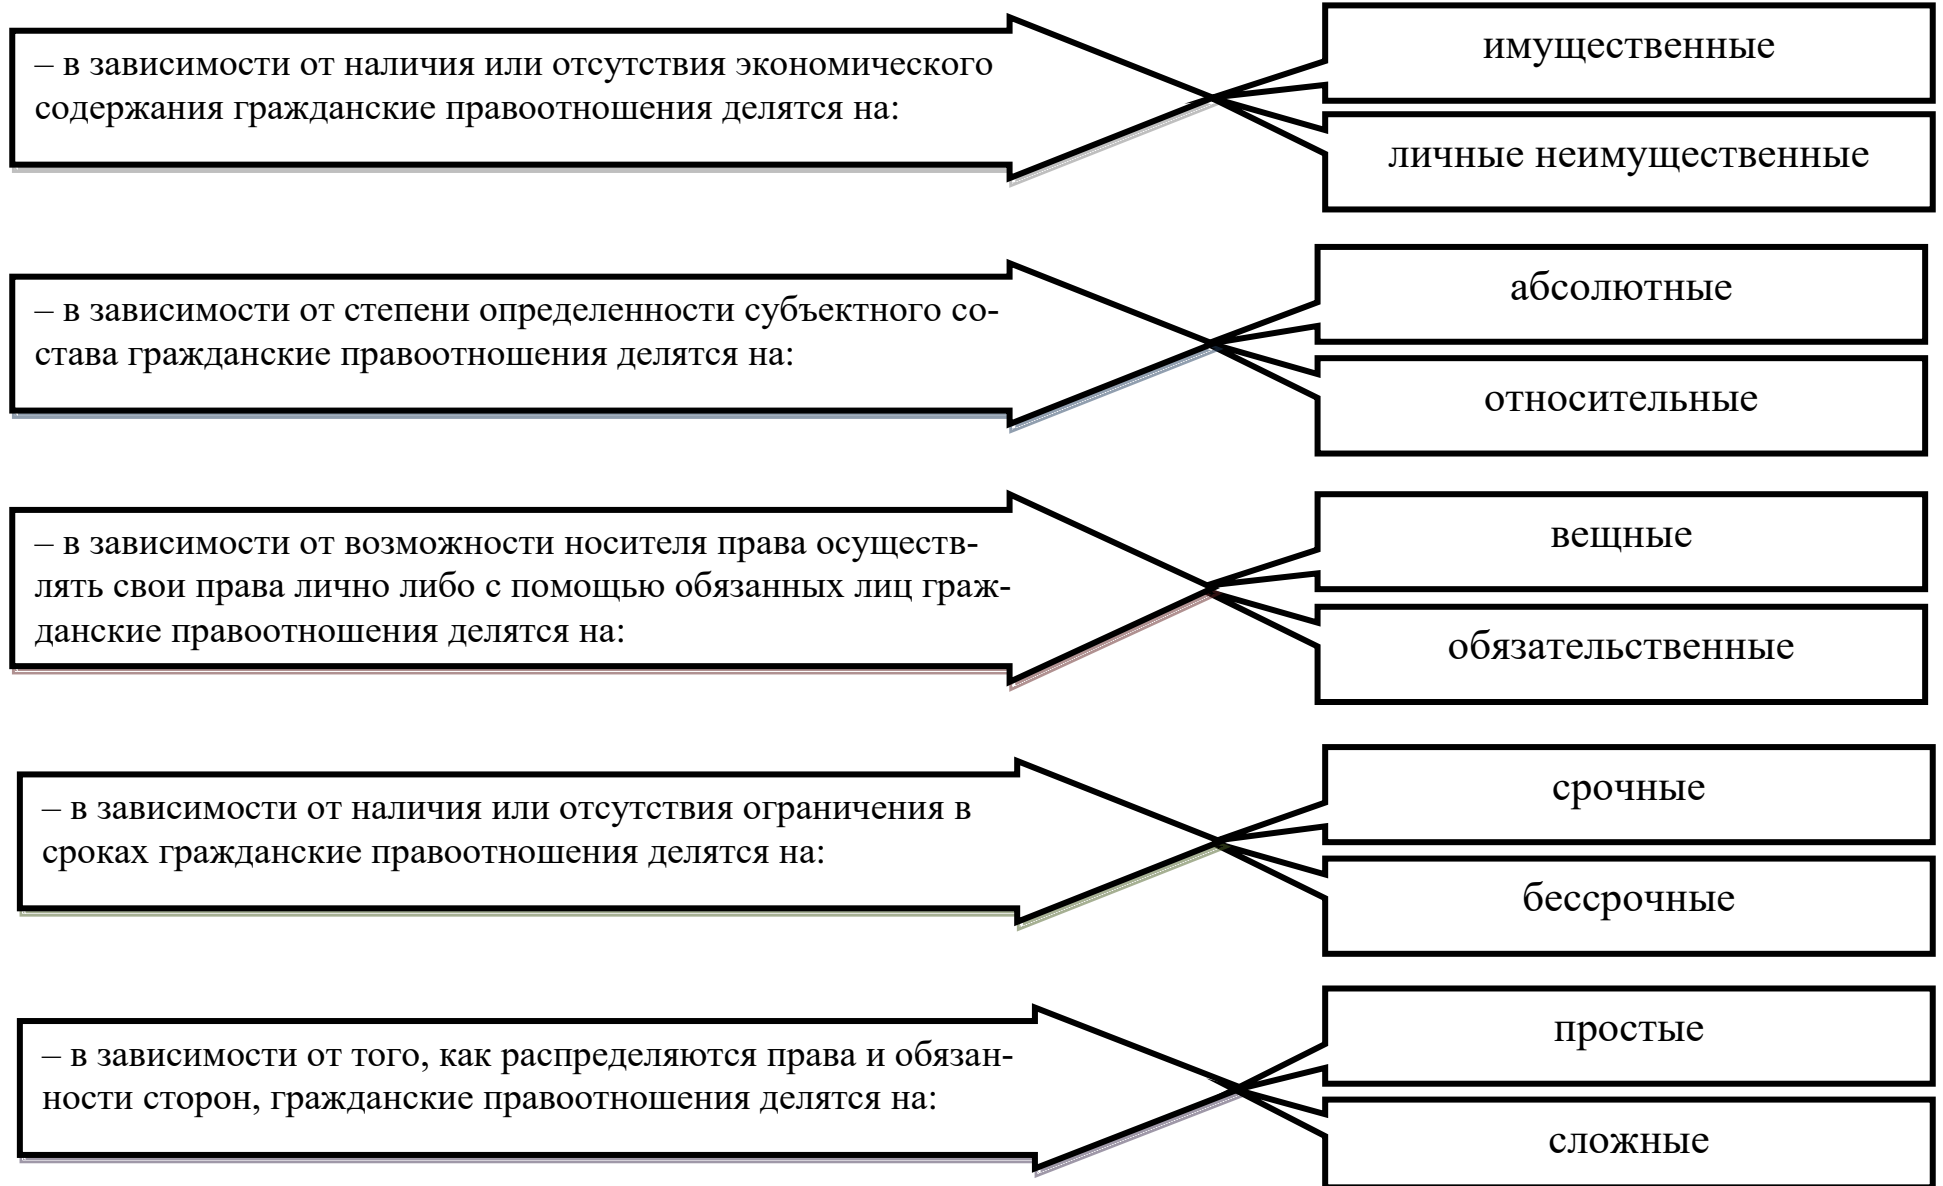 – в зависимости от наличия или отсутствия экономического
содержания гражданские правоотношения делятся на:
имущественные
личные неимущественные
– в зависимости от степени определенности субъектного со-
става гражданские правоотношения делятся на:
абсолютные
относительные
– в зависимости от возможности носителя права осуществ-
лять свои права лично либо с помощью обязанных лиц граж-
данские правоотношения делятся на:
вещные
обязательственные
– в зависимости от наличия или отсутствия ограничения в
сроках гражданские правоотношения делятся на:
срочные
бессрочные
– в зависимости от того, как распределяются права и обязан-
ности сторон, гражданские правоотношения делятся на:
простые
сложные